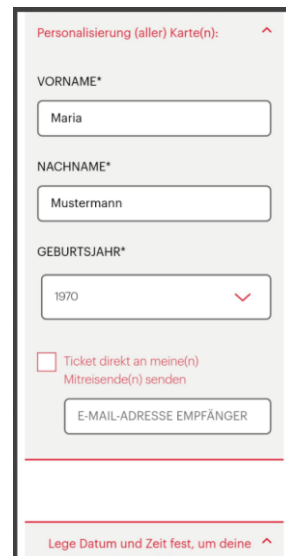 Personalisierung (aller) Karte(n):
VORNAME*
Maria
NACHNAME*
Mustermann
GEBURTSJAHR*
1970
Ticket direkt an meine(n)
Mitreisende(n) senden
E-MAIL-ADRESSE EMPFÄNGER
Lege Datum und Zeit fest, um deine